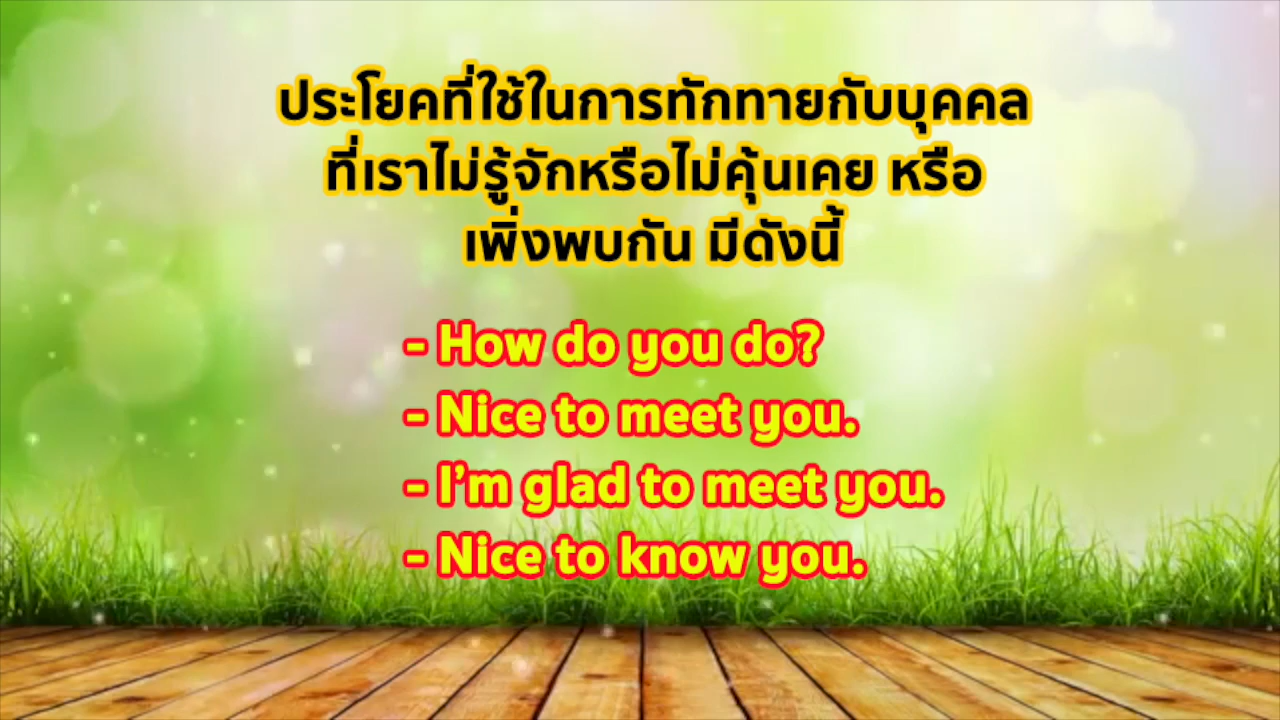 ประโยคที่ใช้ในการทักทายกับบุคคล
ที่เราไม่รู้จักหรือไม่คุ้นเคย หรือ
เพิ่งพบกัน มีดังนี้
- How do you do?
- Nice to meet you.
- I’m glad to meet you.
- Nice to know you.